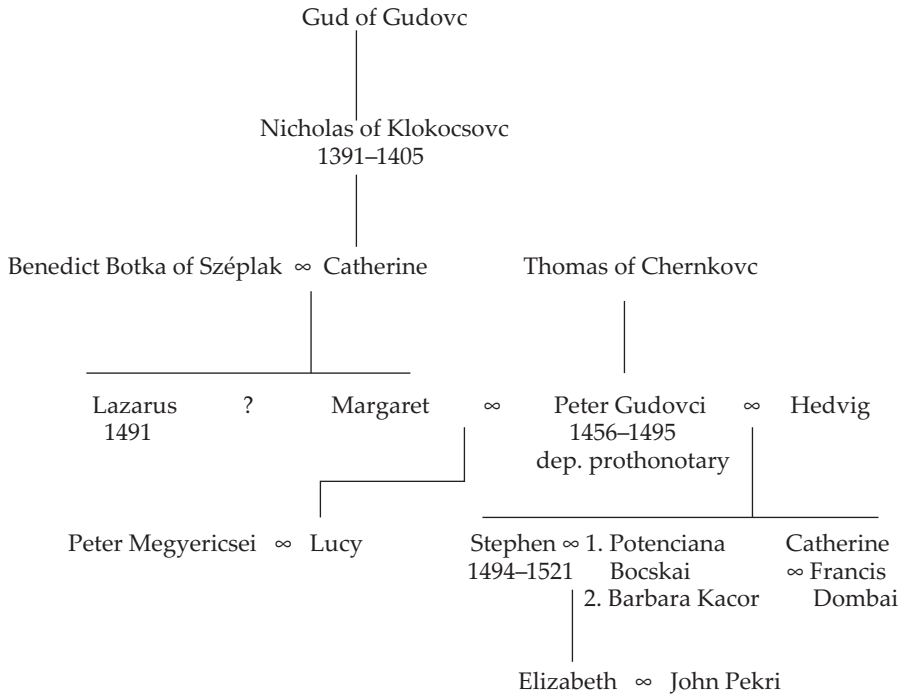 Gud of Gudovc
Nicholas of Klokocsovc
1391–1405
Benedict Botka of Széplak ∞ Catherine
Thomas of Chernkovc
Lazarus ? Margaret ∞ Peter Gudovci ∞ Hedvig
1491 1456–1495
dep. prothonotary
Peter Megyericsei ∞ Lucy
Stephen ∞ 1. Potenciana Catherine
1494–1521 Bocskai ∞ Francis
2. Barbara Kacor Dombai
Elizabeth ∞ John Pekri